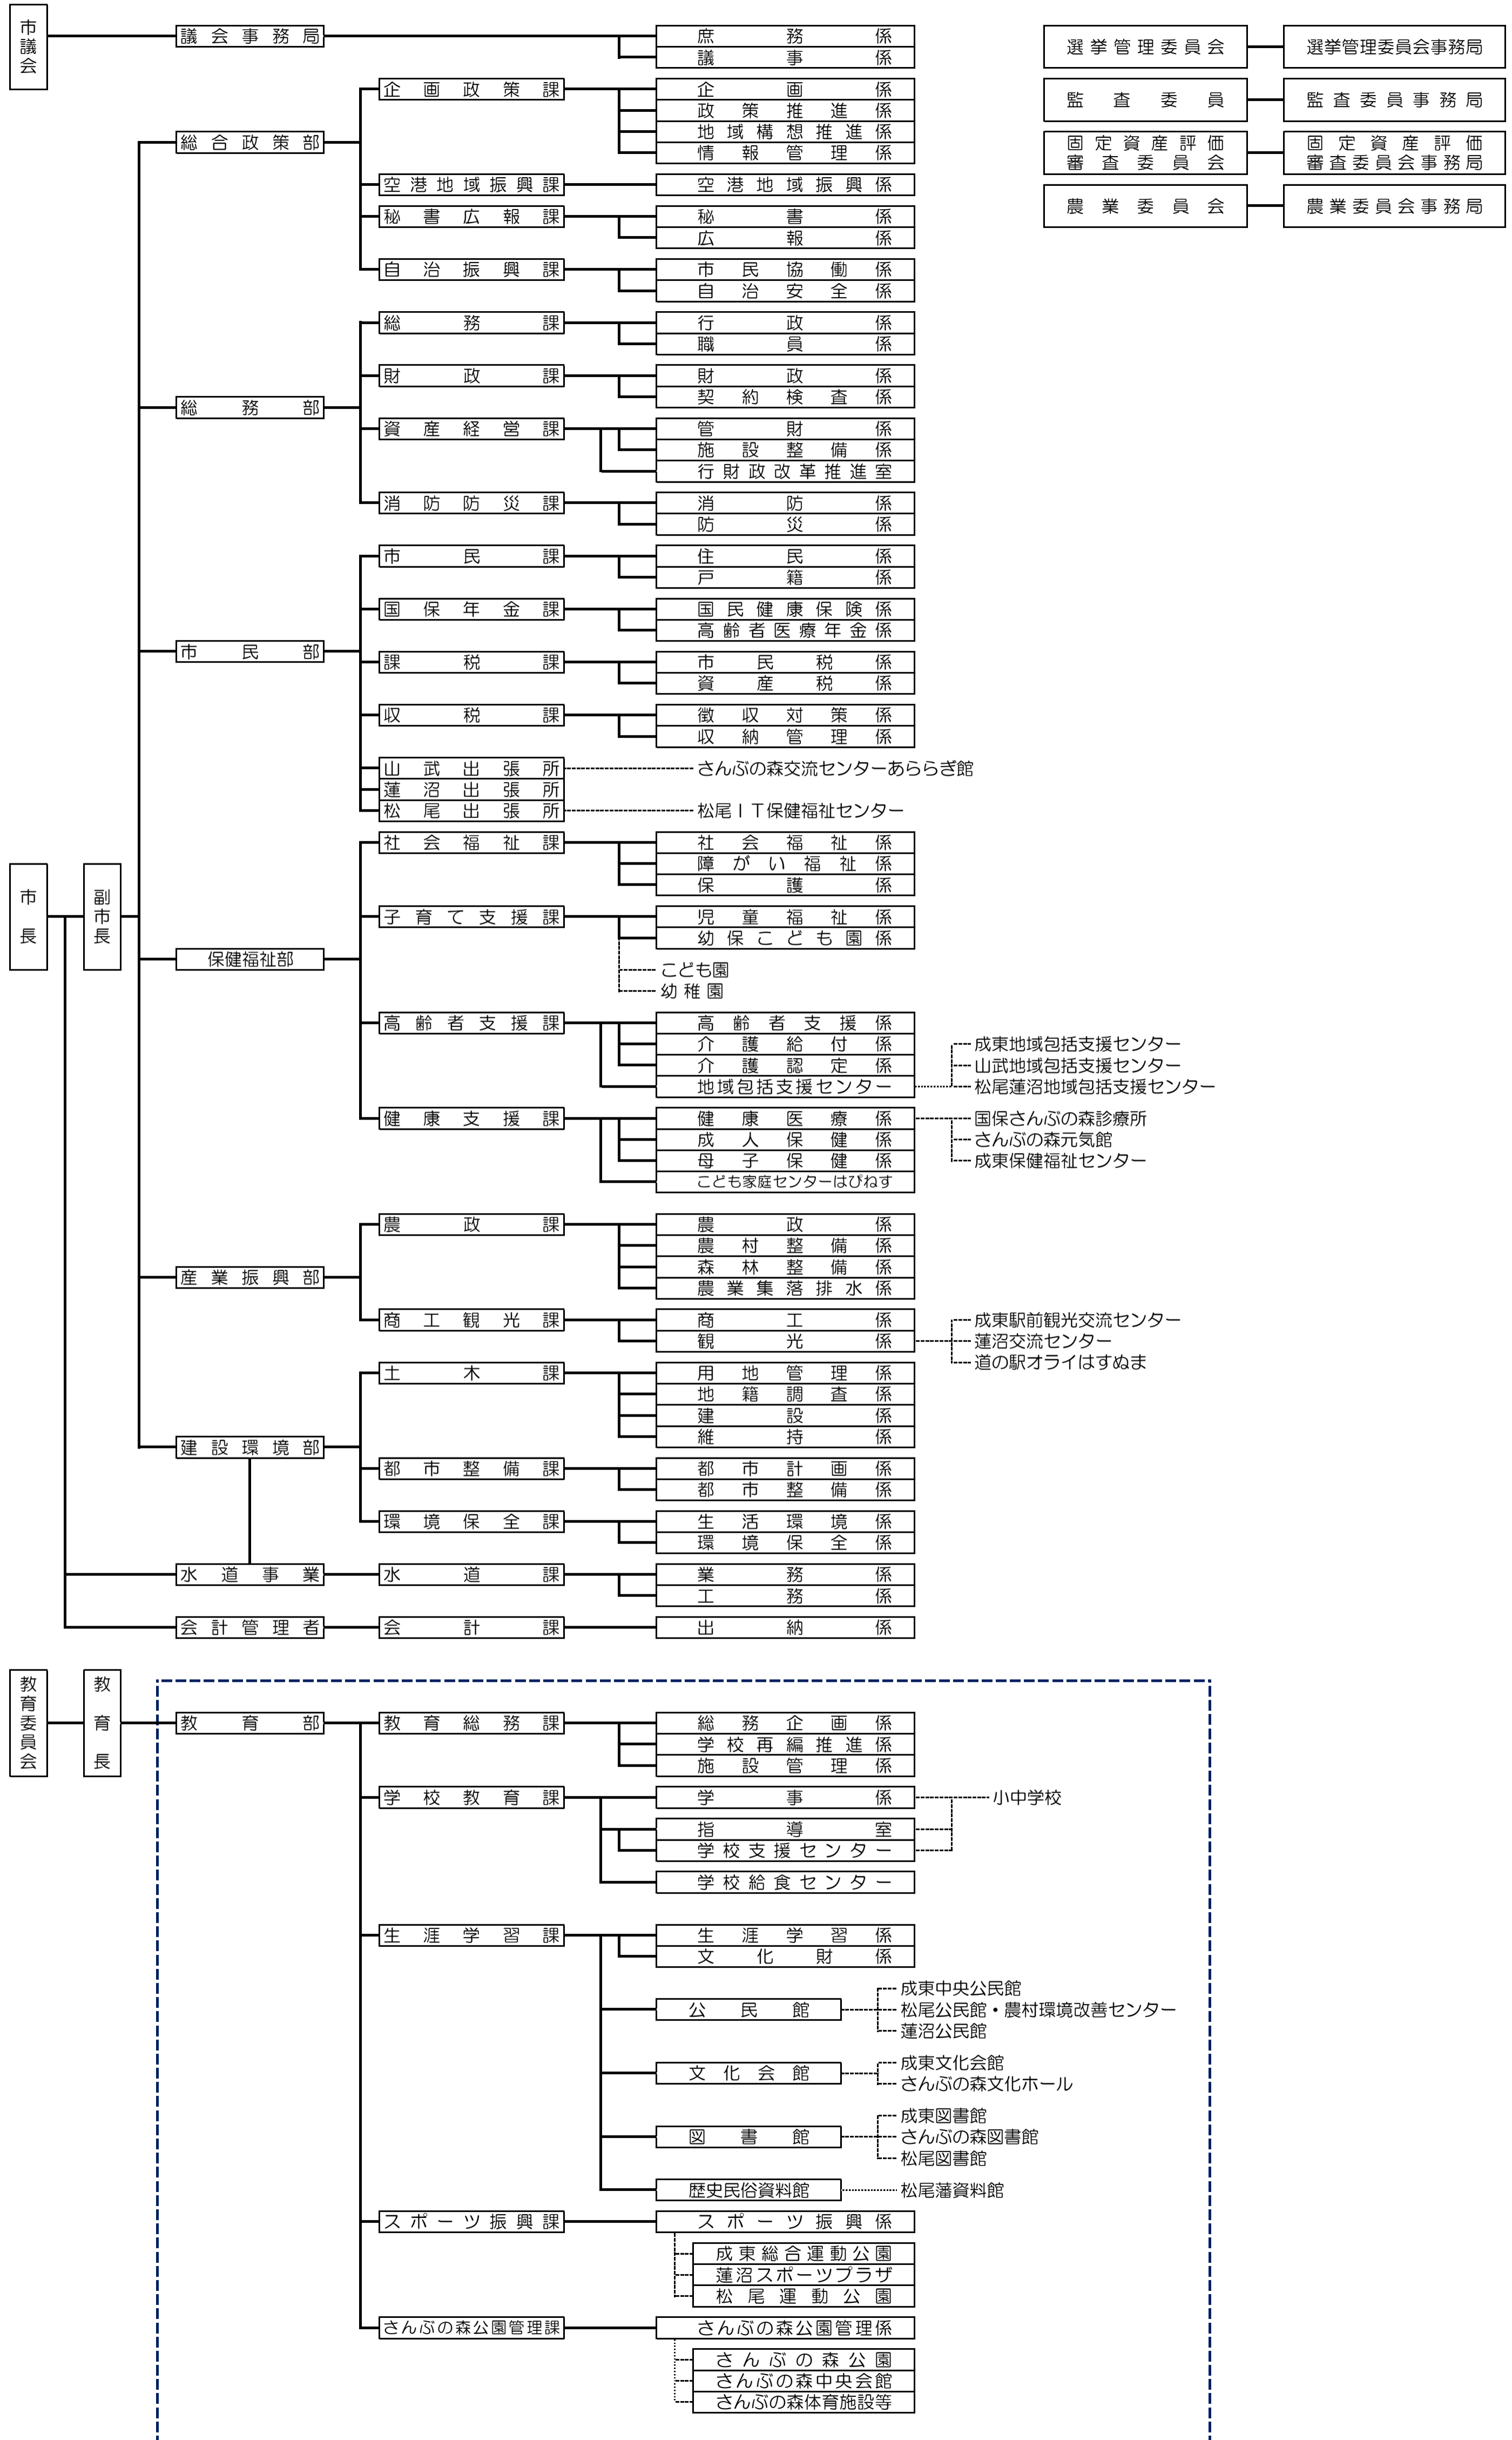 市議会
議会事務局
庶務係
議事係
選挙管理委員会
選挙管理委員会事務局
監査委員
監査委員事務局
固定資産評価
審査委員会
固定資産評価
審査委員会事務局
農業委員会
農業委員会事務局
市長
副市長
総合政策部
企画政策課
企画係
政策推進係
地域構想推進係
情報管理係
空港地域振興課
空港地域振興係
秘書広報課
秘書係
広報係
自治振興課
市民協働係
自治安全係
総務部
総務課
行政係
職員係
財政課
財政係
契約検査係
資産経営課
管財係
施設整備係
行財政改革推進室
消防防災課
消防係
防災係
市民部
市民課
住民係
戸籍係
国保年金課
国民健康保険係
高齢者医療年金係
課税課
市民税係
資産税係
収税課
徴収対策係
収納管理係
山武出張所
さんぶの森交流センターあららぎ館
蓮沼出張所
松尾出張所
松尾IT保健福祉センター
保健福祉部
社会福祉課
社会福祉係
障がい福祉係
保護係
子育て支援課
児童福祉係
幼保こども園係
こども園
幼稚園
高齢者支援課
高齢者支援係
介護給付係
介護認定係
地域包括支援センター
成東地域包括支援センター
山武地域包括支援センター
松尾蓮沼地域包括支援センター
健康支援課
健康医療係
成人保健係
母子保健係
こども家庭センターはぴねす
国保さんぶの森診療所
さんぶの森元気館
成東保健福祉センター
産業振興部
農政課
農政係
農村整備係
森林整備係
農業集落排水係
商工観光課
商工係
観光係
成東駅前観光交流センター
蓮沼交流センター
道の駅オライはすぬま
建設環境部
土木課
用地管理係
地籍調査係
建設係
維持係
都市整備課
都市計画係
都市整備係
環境保全課
生活環境係
環境保全係
水道事業
水道課
業務係
工務係
会計管理者
会計課
出納係
教育委員会
教育長
教育部
教育総務課
総務企画係
学校再編推進係
施設管理係
学校教育課
学事係
指導室
学校支援センター
学校給食センター
小中学校
生涯学習課
生涯学習係
文化財係
公民館
成東中央公民館
松尾公民館・農村環境改善センター
蓮沼公民館
文化会館
成東文化会館
さんぶの森文化ホール
図書館
成東図書館
さんぶの森図書館
松尾図書館
歴史民俗資料館
松尾藩資料館
スポーツ振興課
スポーツ振興係
成東総合運動公園
蓮沼スポーツプラザ
松尾運動公園
さんぶの森公園管理課
さんぶの森公園管理係
さんぶの森公園
さんぶの森中央会館
さんぶの森体育施設等